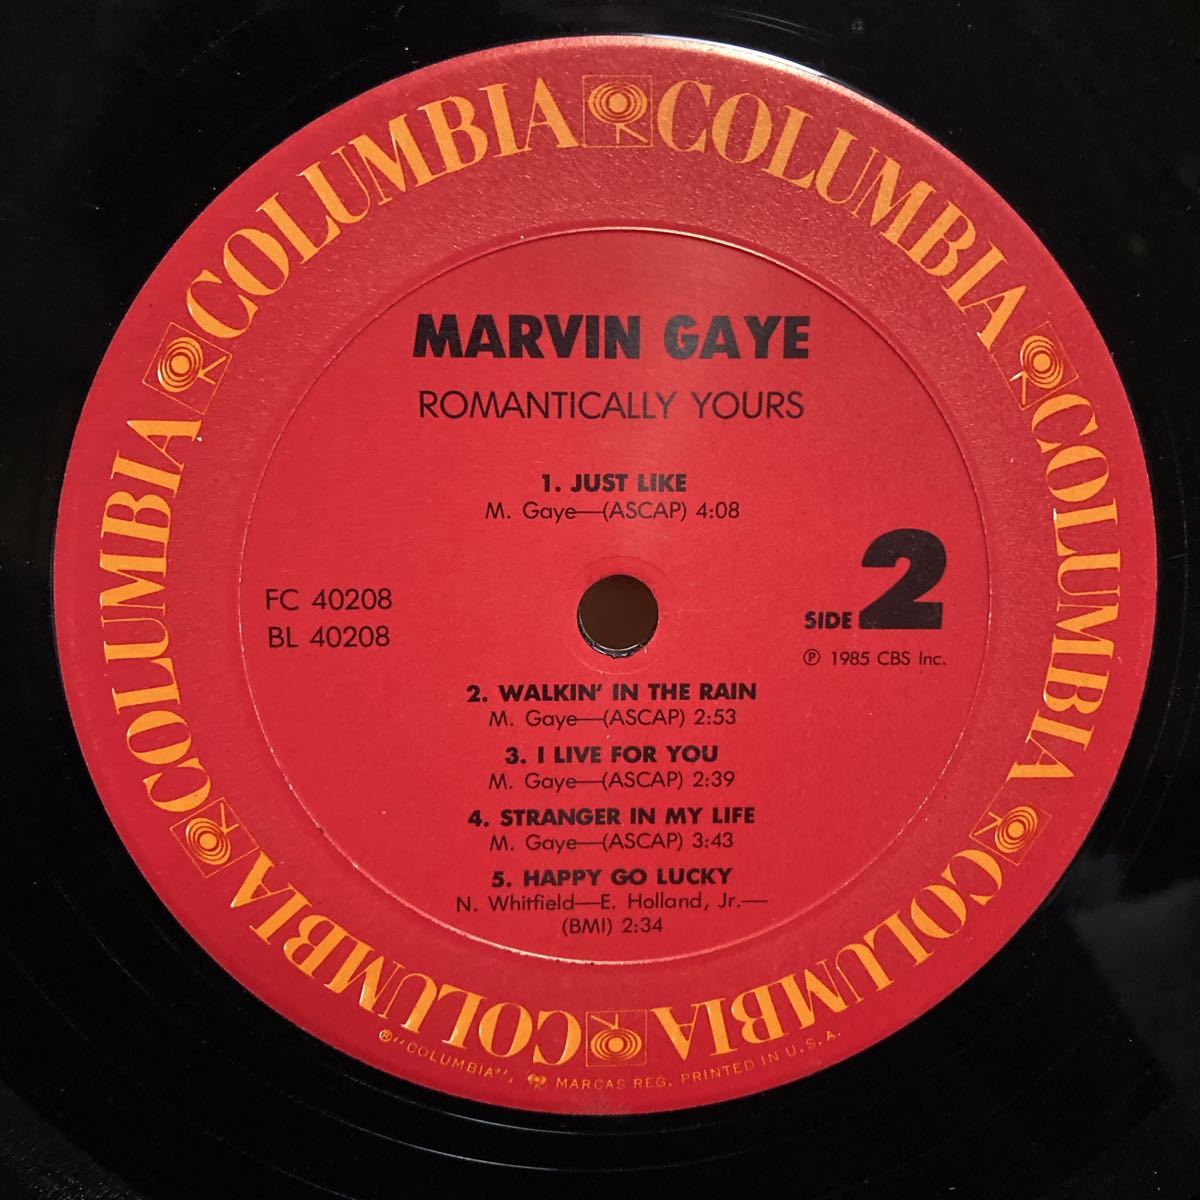 COLUMBIA COLUMBIA COLUMBIA COLUMBIA COLUMBIA COLUMBIA
MARVIN GAYE
ROMANTICALLY YOURS
1. JUST LIKE
M. Gaye—(ASCAP) 4:08
FC 40208
BL 40208
SIDE 2
℗ 1985 CBS Inc.
2. WALKIN' IN THE RAIN
M. Gaye—(ASCAP) 2:53
3. I LIVE FOR YOU
M. Gaye—(ASCAP) 2:39
4. STRANGER IN MY LIFE
M. Gaye—(ASCAP) 3:43
5. HAPPY GO LUCKY
N. Whitfield—E. Holland, Jr.—
(BMI) 2:34
®"COLUMBIA", MARCAS REG. PRINTED IN U.S.A.